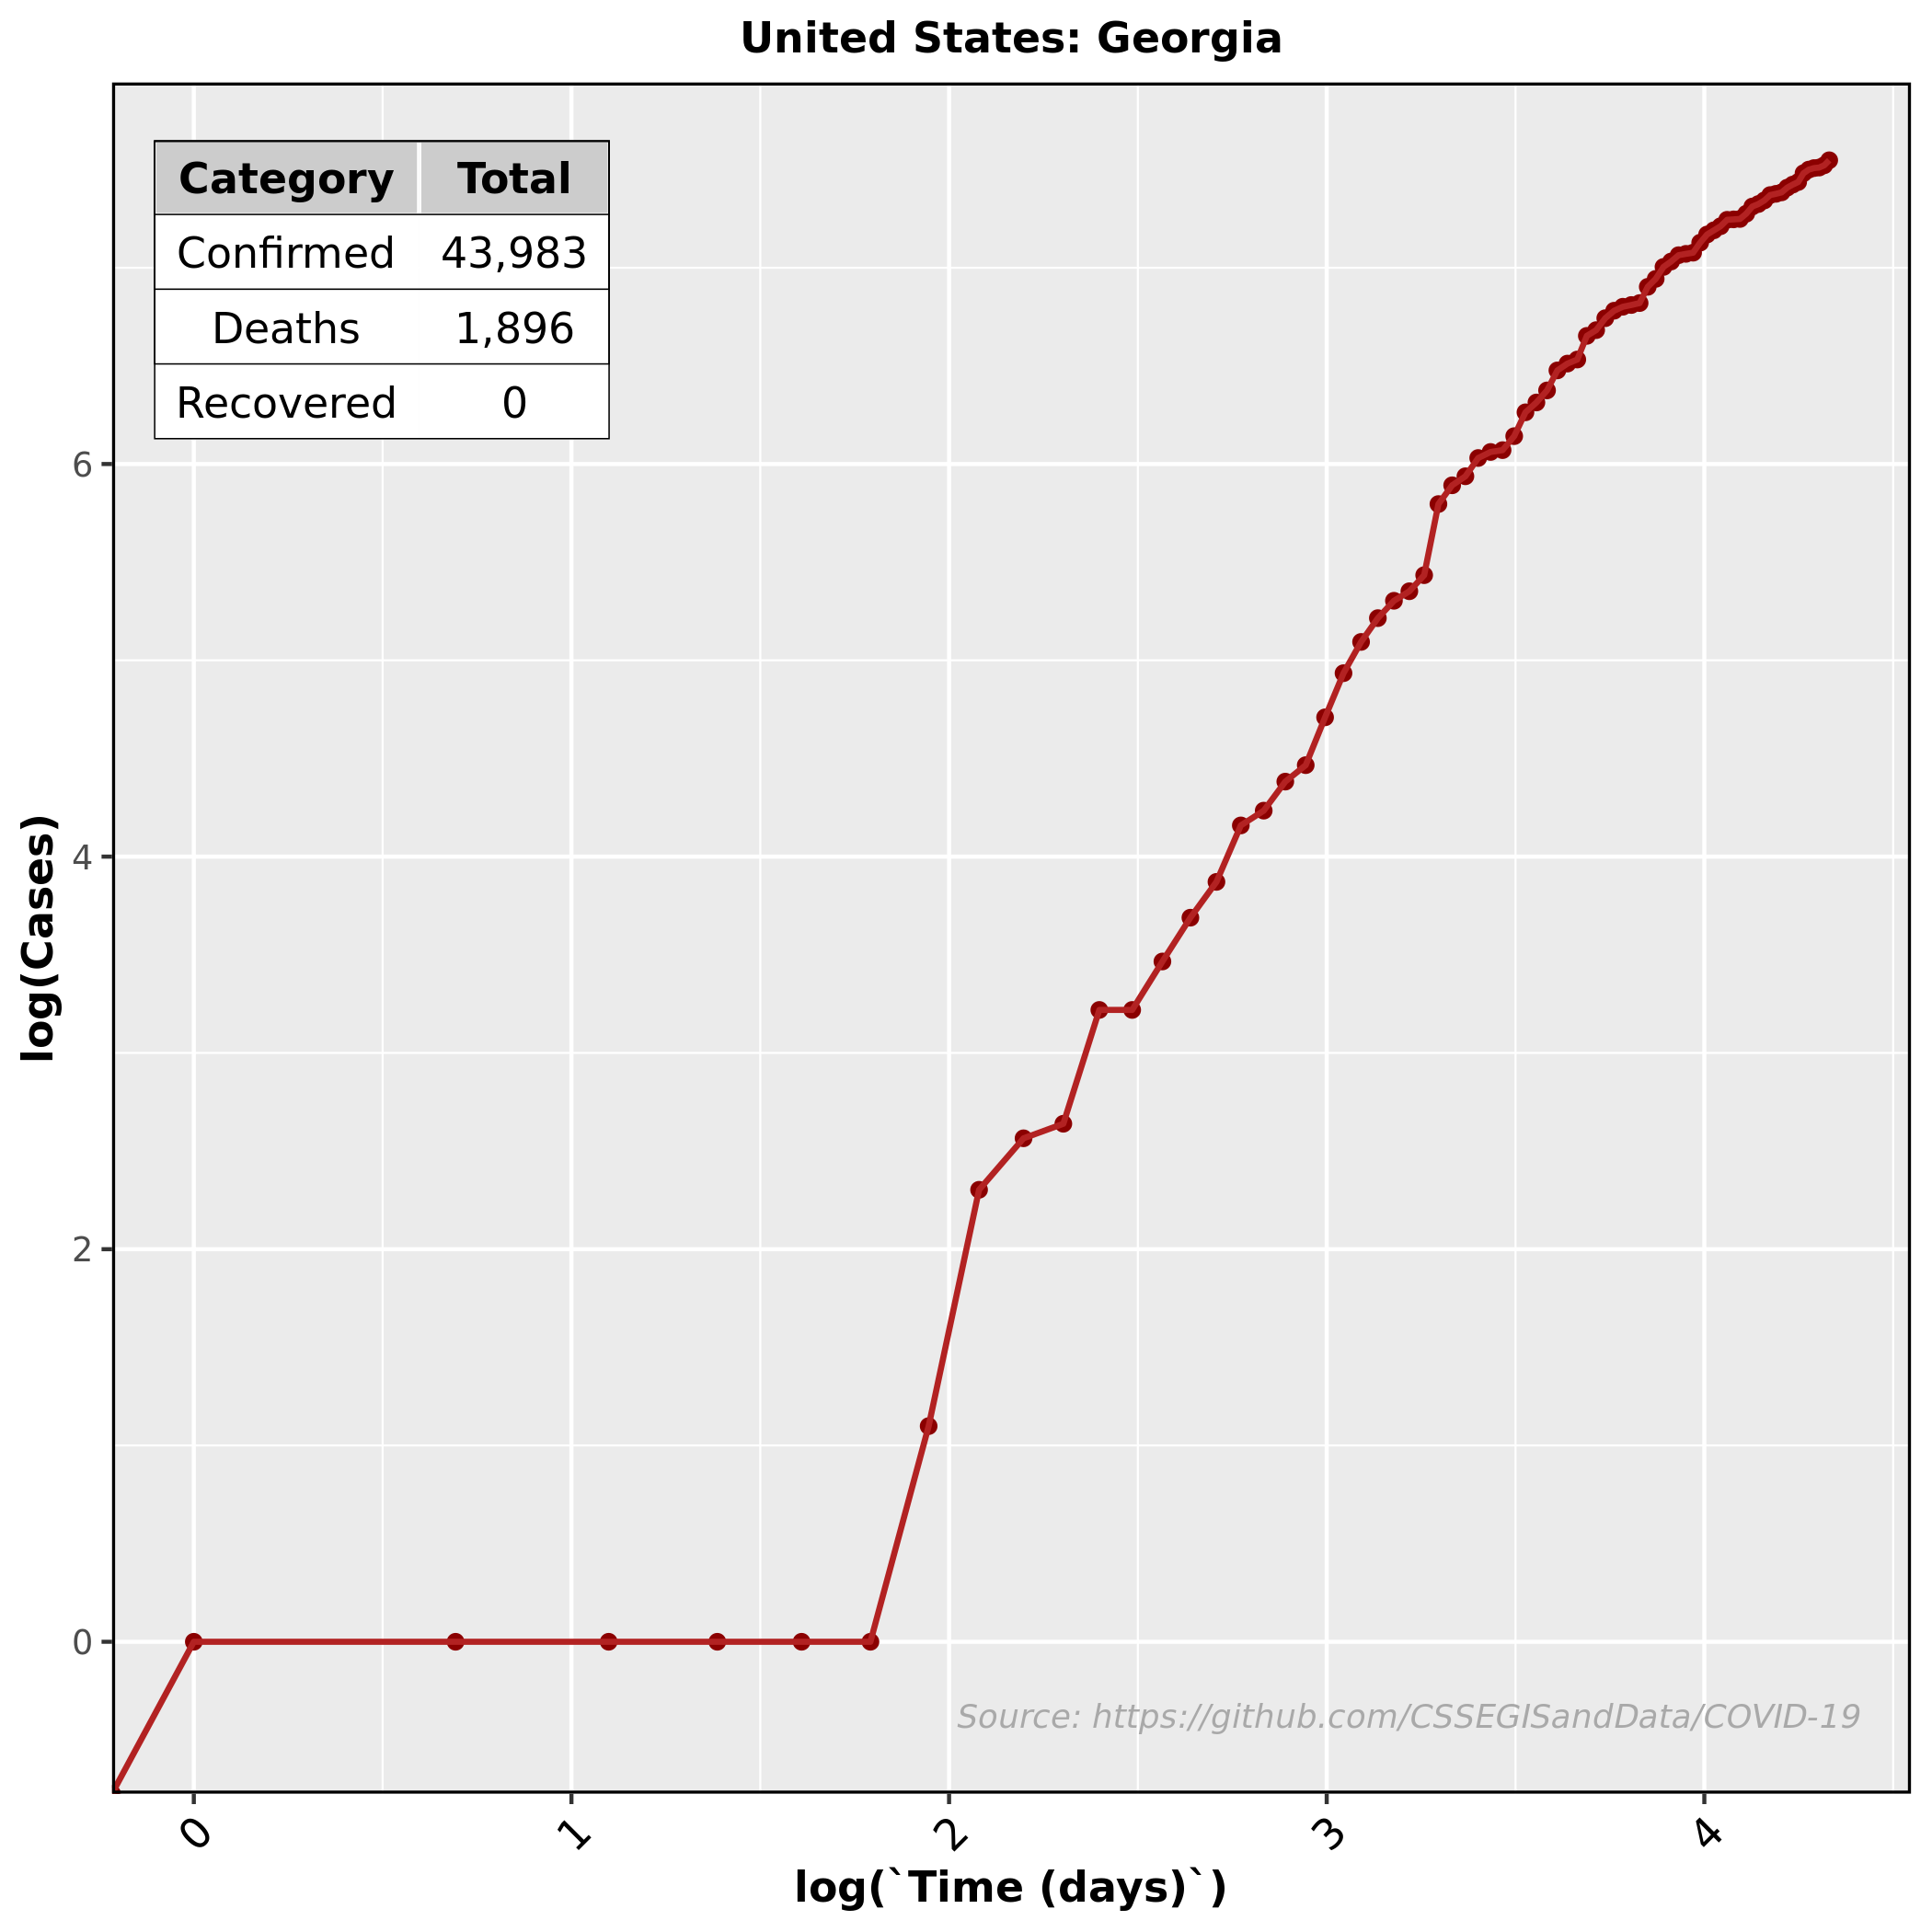 United States: Georgia
Category Total
Confirmed 43,983
Deaths 1,896
Recovered 0
6
4
2
0
log(Cases)
Source: https://github.com/CSSEGISandData/COVID-19
0 1 2 3 4
log(`Time (days)`)